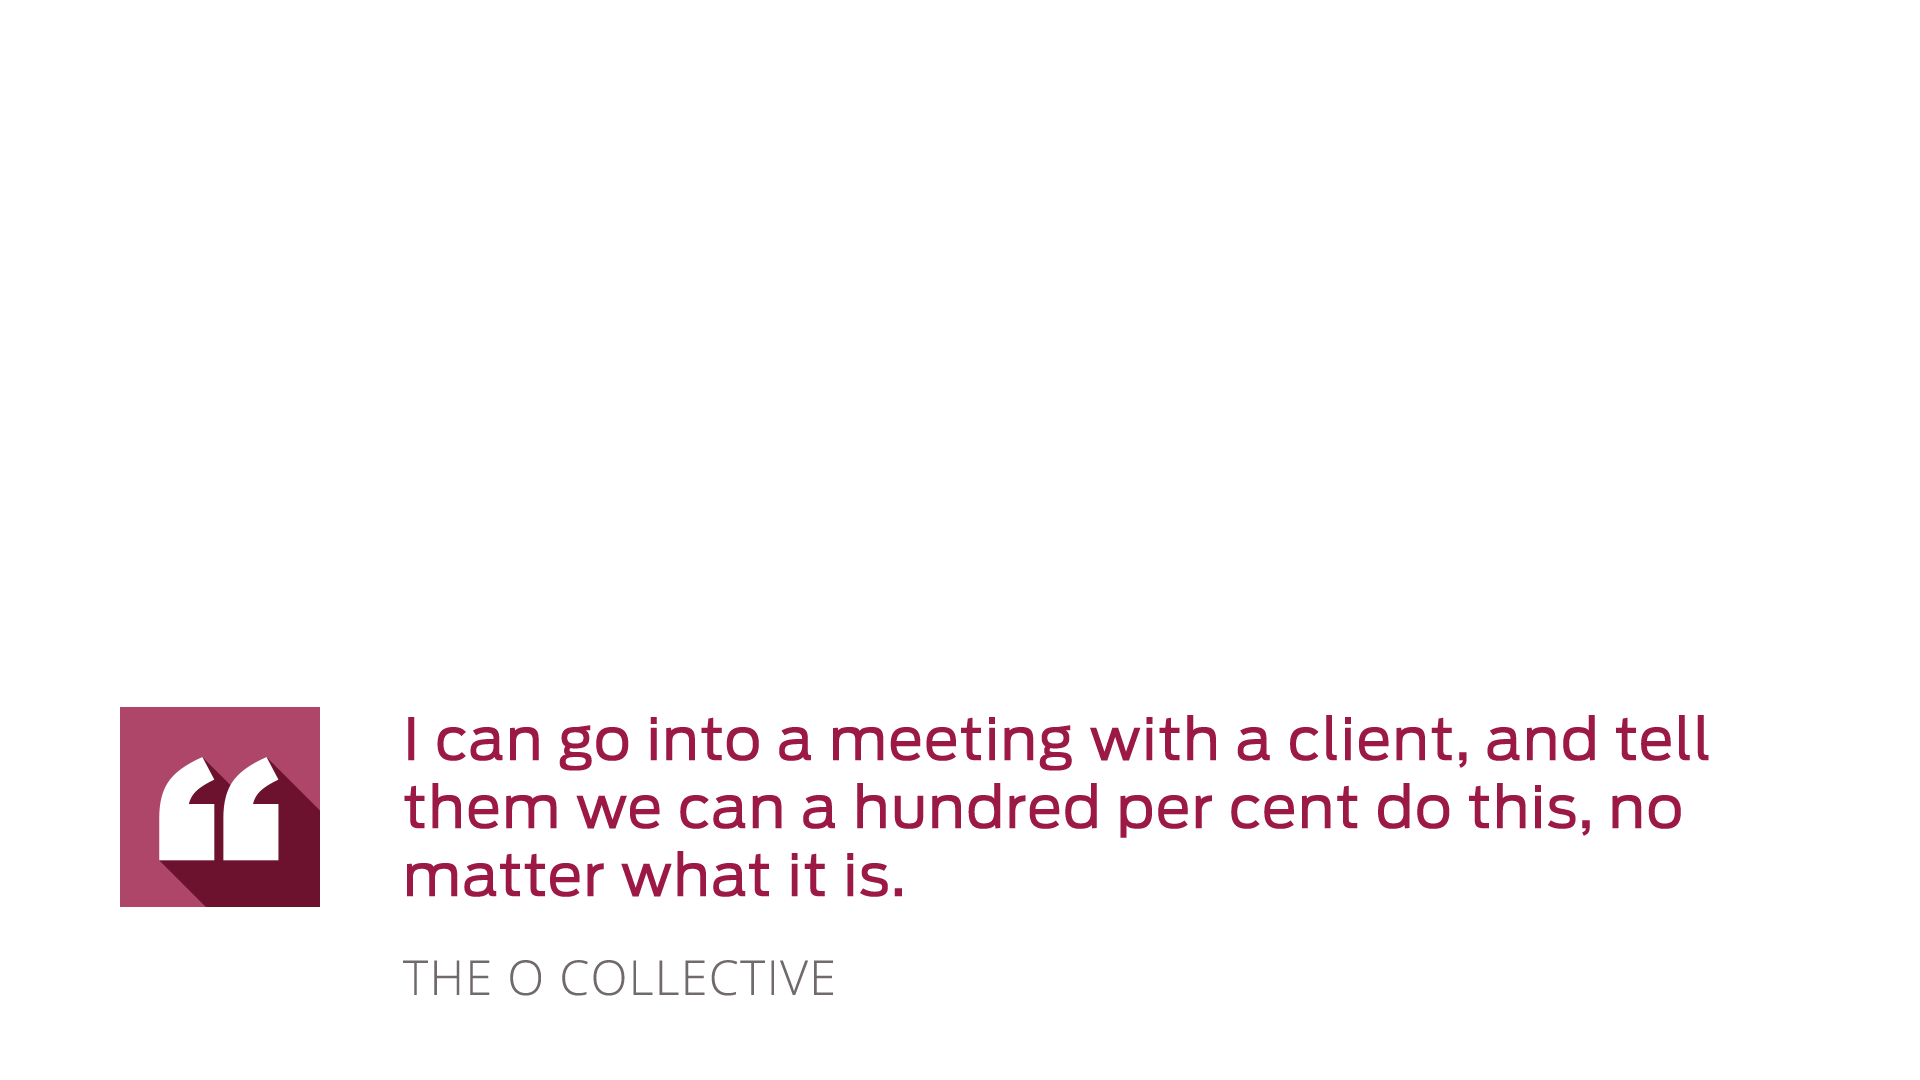 I can go into a meeting with a client, and tell
them we can a hundred per cent do this, no
matter what it is.
THE O COLLECTIVE